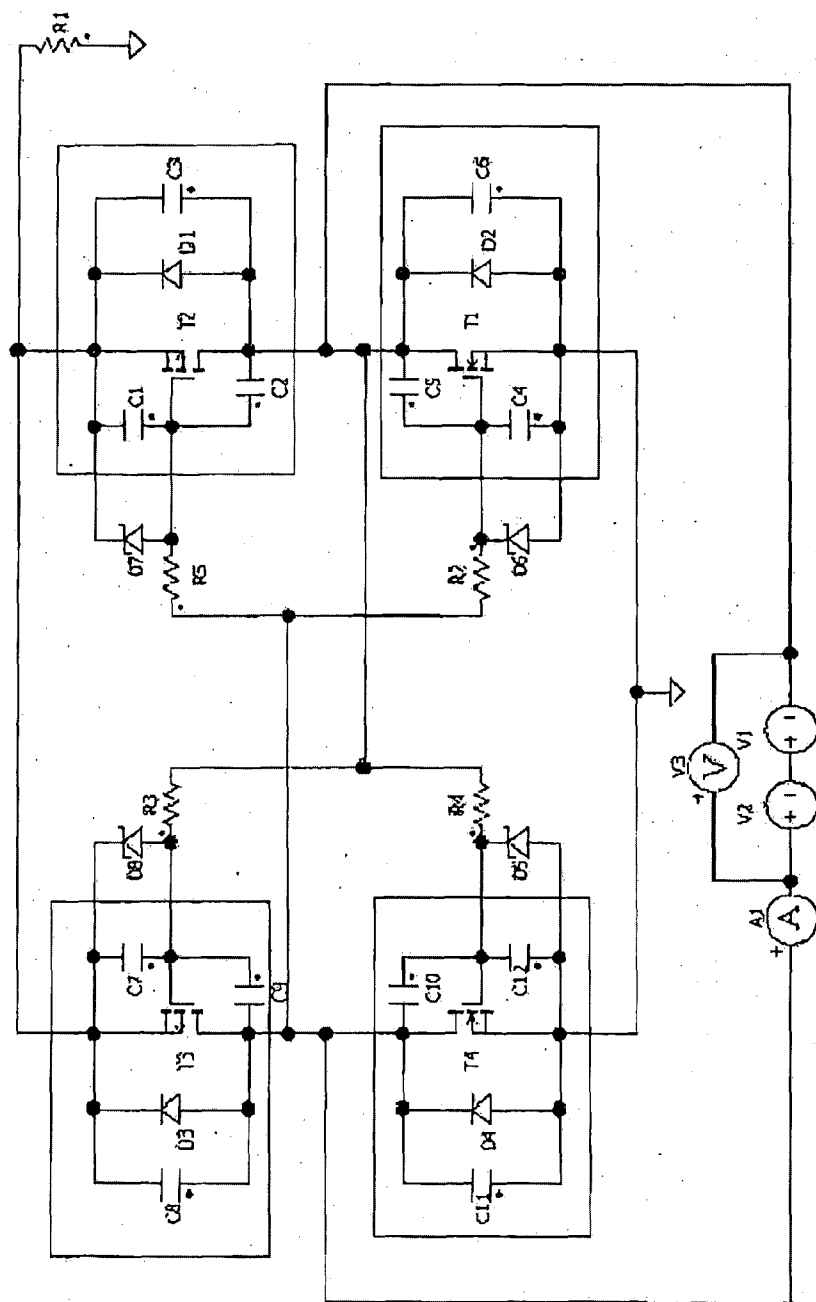 R1
C3
D1
T2
C1
C2
D7
R5
C6
D2
T1
C5
C4
D6
R2
R3
D8
C7
C9
T3
D3
C8
R4
D5
C10
C12
T4
D4
C11
V3
V
+
V1
+ -
V2
+ -
A1
A
+